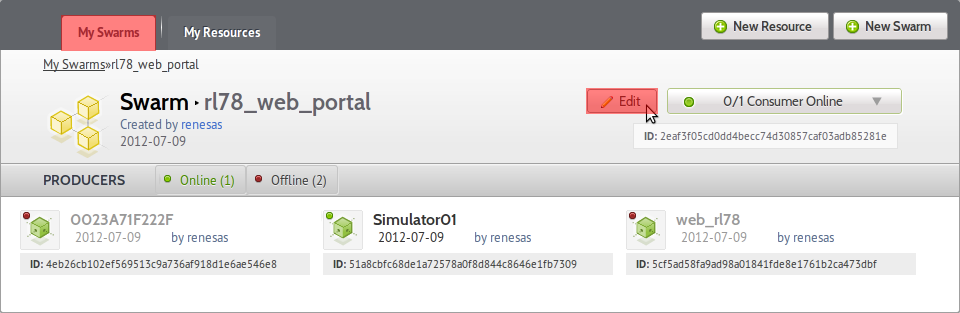 My Swarms
My Resources
New Resource
New Swarm
My Swarms»rl78_web_portal
Swarm ▸ rl78_web_portal
Created by renesas
2012-07-09
Edit
0/1 Consumer Online ▼
ID: 2eaf3f05cd0dd4becc74d30857caf03adb85281e
PRODUCERS
Online (1)
Offline (2)
0023A71F222F
2012-07-09 by renesas
ID: 4eb26cb102ef569513c9a736af918d1e6ae546e8
Simulator01
2012-07-09 by renesas
ID: 51a8cbfc68de1a72578a0f8d844c8646e1fb7309
web_rl78
2012-07-09 by renesas
ID: 5cf5ad58fa9ad98a01841fde8e1761b2ca473dbf